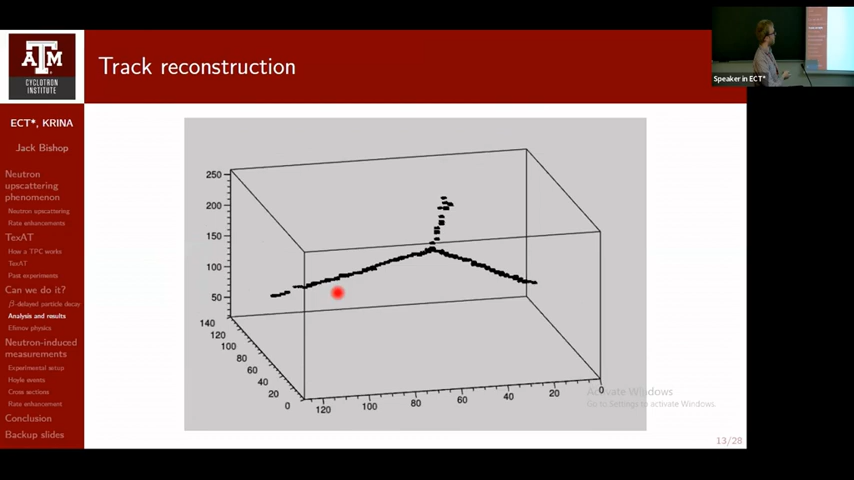 ĀTM
CYCLOTRON
INSTITUTE
Track reconstruction
Speaker in ECT*
ECT*, KRINA
Jack Bishop
Neutron
upscattering
phenomenon
Neutron upscattering
Rate enhancements
TexAT
How a TPC works
TexAT
Past experiments
Can we do it?
β-delayed particle decay
Analysis and results
Efimov physics
Neutron-induced
measurements
Experimental setup
Hoyle events
Cross sections
Rate enhancement
Conclusion
Backup slides
250
200
150
100
50
140
120
100
80
60
40
20
0
120
100
80
60
40
20
0
Activate Windows
Go to Settings to activate Windows.
13/28